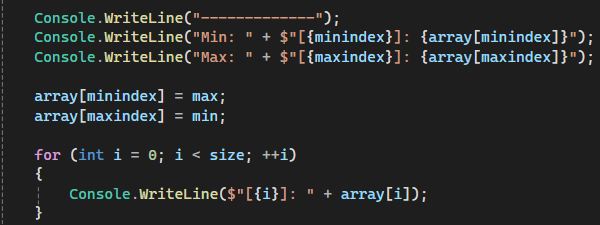 Console.WriteLine("-------------");
Console.WriteLine("Min: " + $"[{minindex}]: {array[minindex]}");
Console.WriteLine("Max: " + $"[{maxindex}]: {array[maxindex]}");
array[minindex] = max;
array[maxindex] = min;
for (int i = 0; i < size; ++i)
{
Console.WriteLine($"[{i}]: " + array[i]);
}